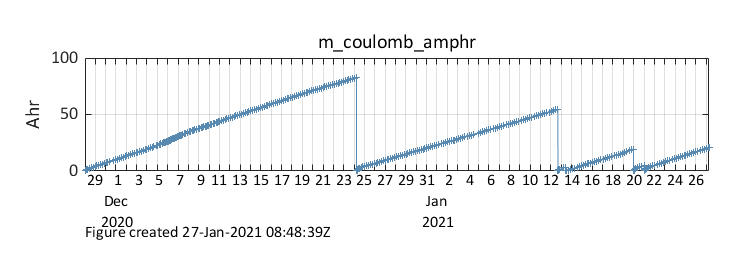 m_coulomb_amphr
100
50
0
Ahr
29 1 3 5 7 9 11 13 15 17 19 21 23 25 27 29 31 2 4 6 8 10 12 14 16 18 20 22 24 26
Dec Jan
2020 2021
Figure created 27-Jan-2021 08:48:39Z